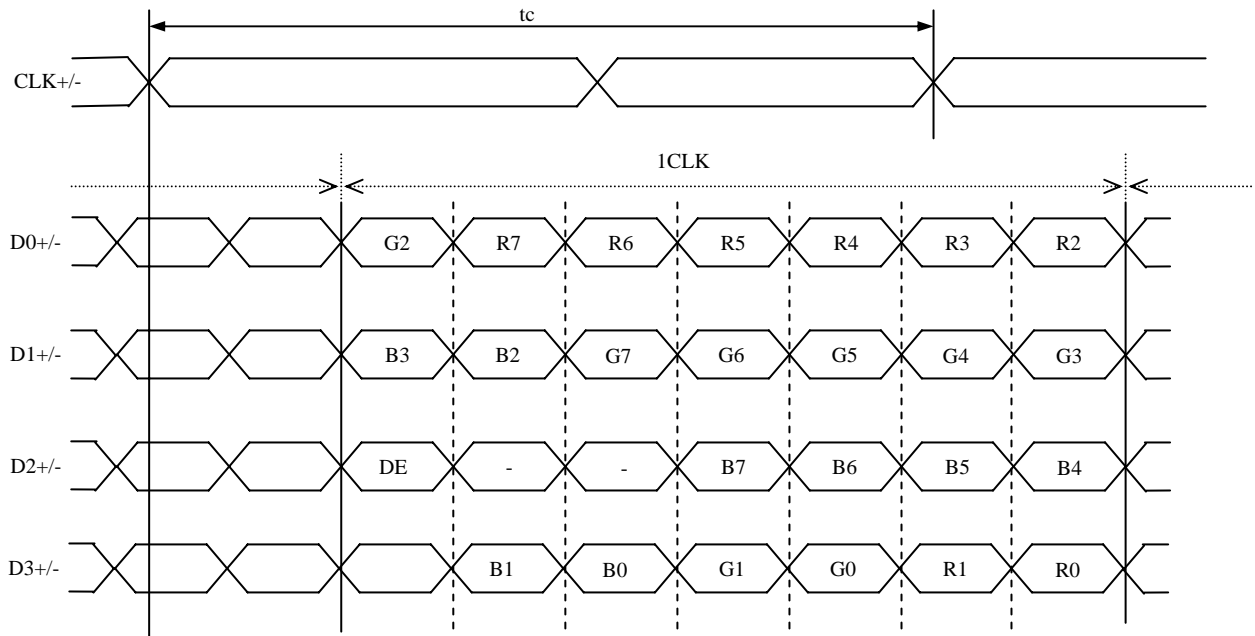 tc
CLK+/-
1CLK
D0+/- G2 R7 R6 R5 R4 R3 R2
D1+/- B3 B2 G7 G6 G5 G4 G3
D2+/- DE - - B7 B6 B5 B4
D3+/- B1 B0 G1 G0 R1 R0